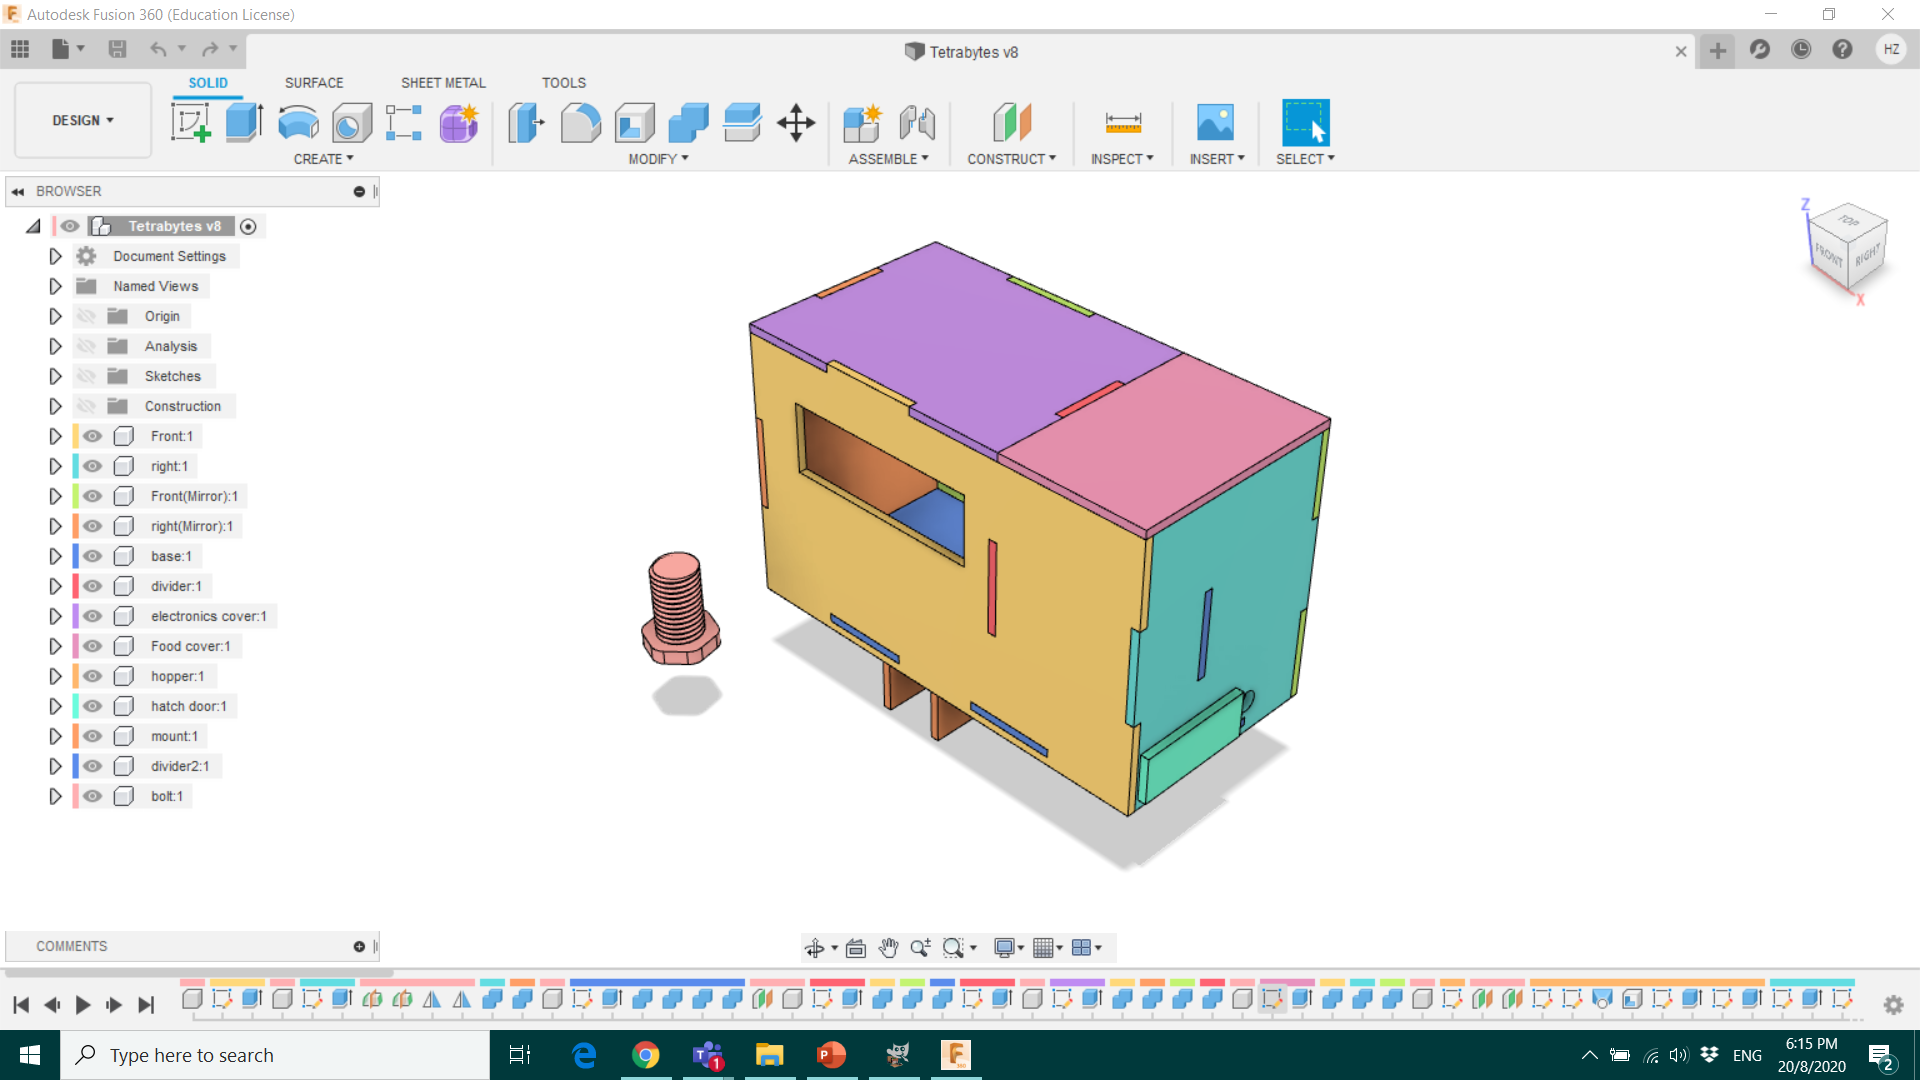 Autodesk Fusion 360 (Education License)
Tetrabytes v8
HZ
SOLID SURFACE SHEET METAL TOOLS
DESIGN
CREATE MODIFY ASSEMBLE CONSTRUCT INSPECT INSERT SELECT
BROWSER
Tetrabytes v8
Document Settings
Named Views
Origin
Analysis
Sketches
Construction
Front:1
right:1
Front(Mirror):1
right(Mirror):1
base:1
divider:1
electronics cover:1
Food cover:1
hopper:1
hatch door:1
mount:1
divider2:1
bolt:1
Z
TOP
FRONT
RIGHT
X
COMMENTS
Type here to search
1
ENG
6:15 PM
20/8/2020
2